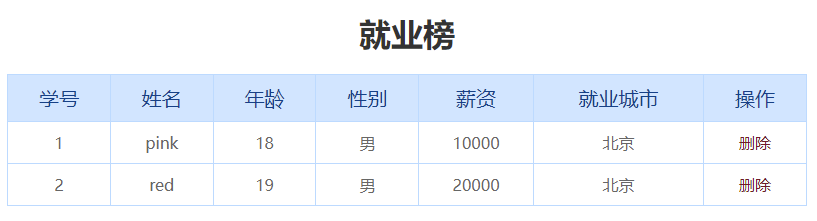 就业榜
学号 姓名 年龄 性别 薪资 就业城市 操作
1 pink 18 男 10000 北京 删除
2 red 19 男 20000 北京 删除